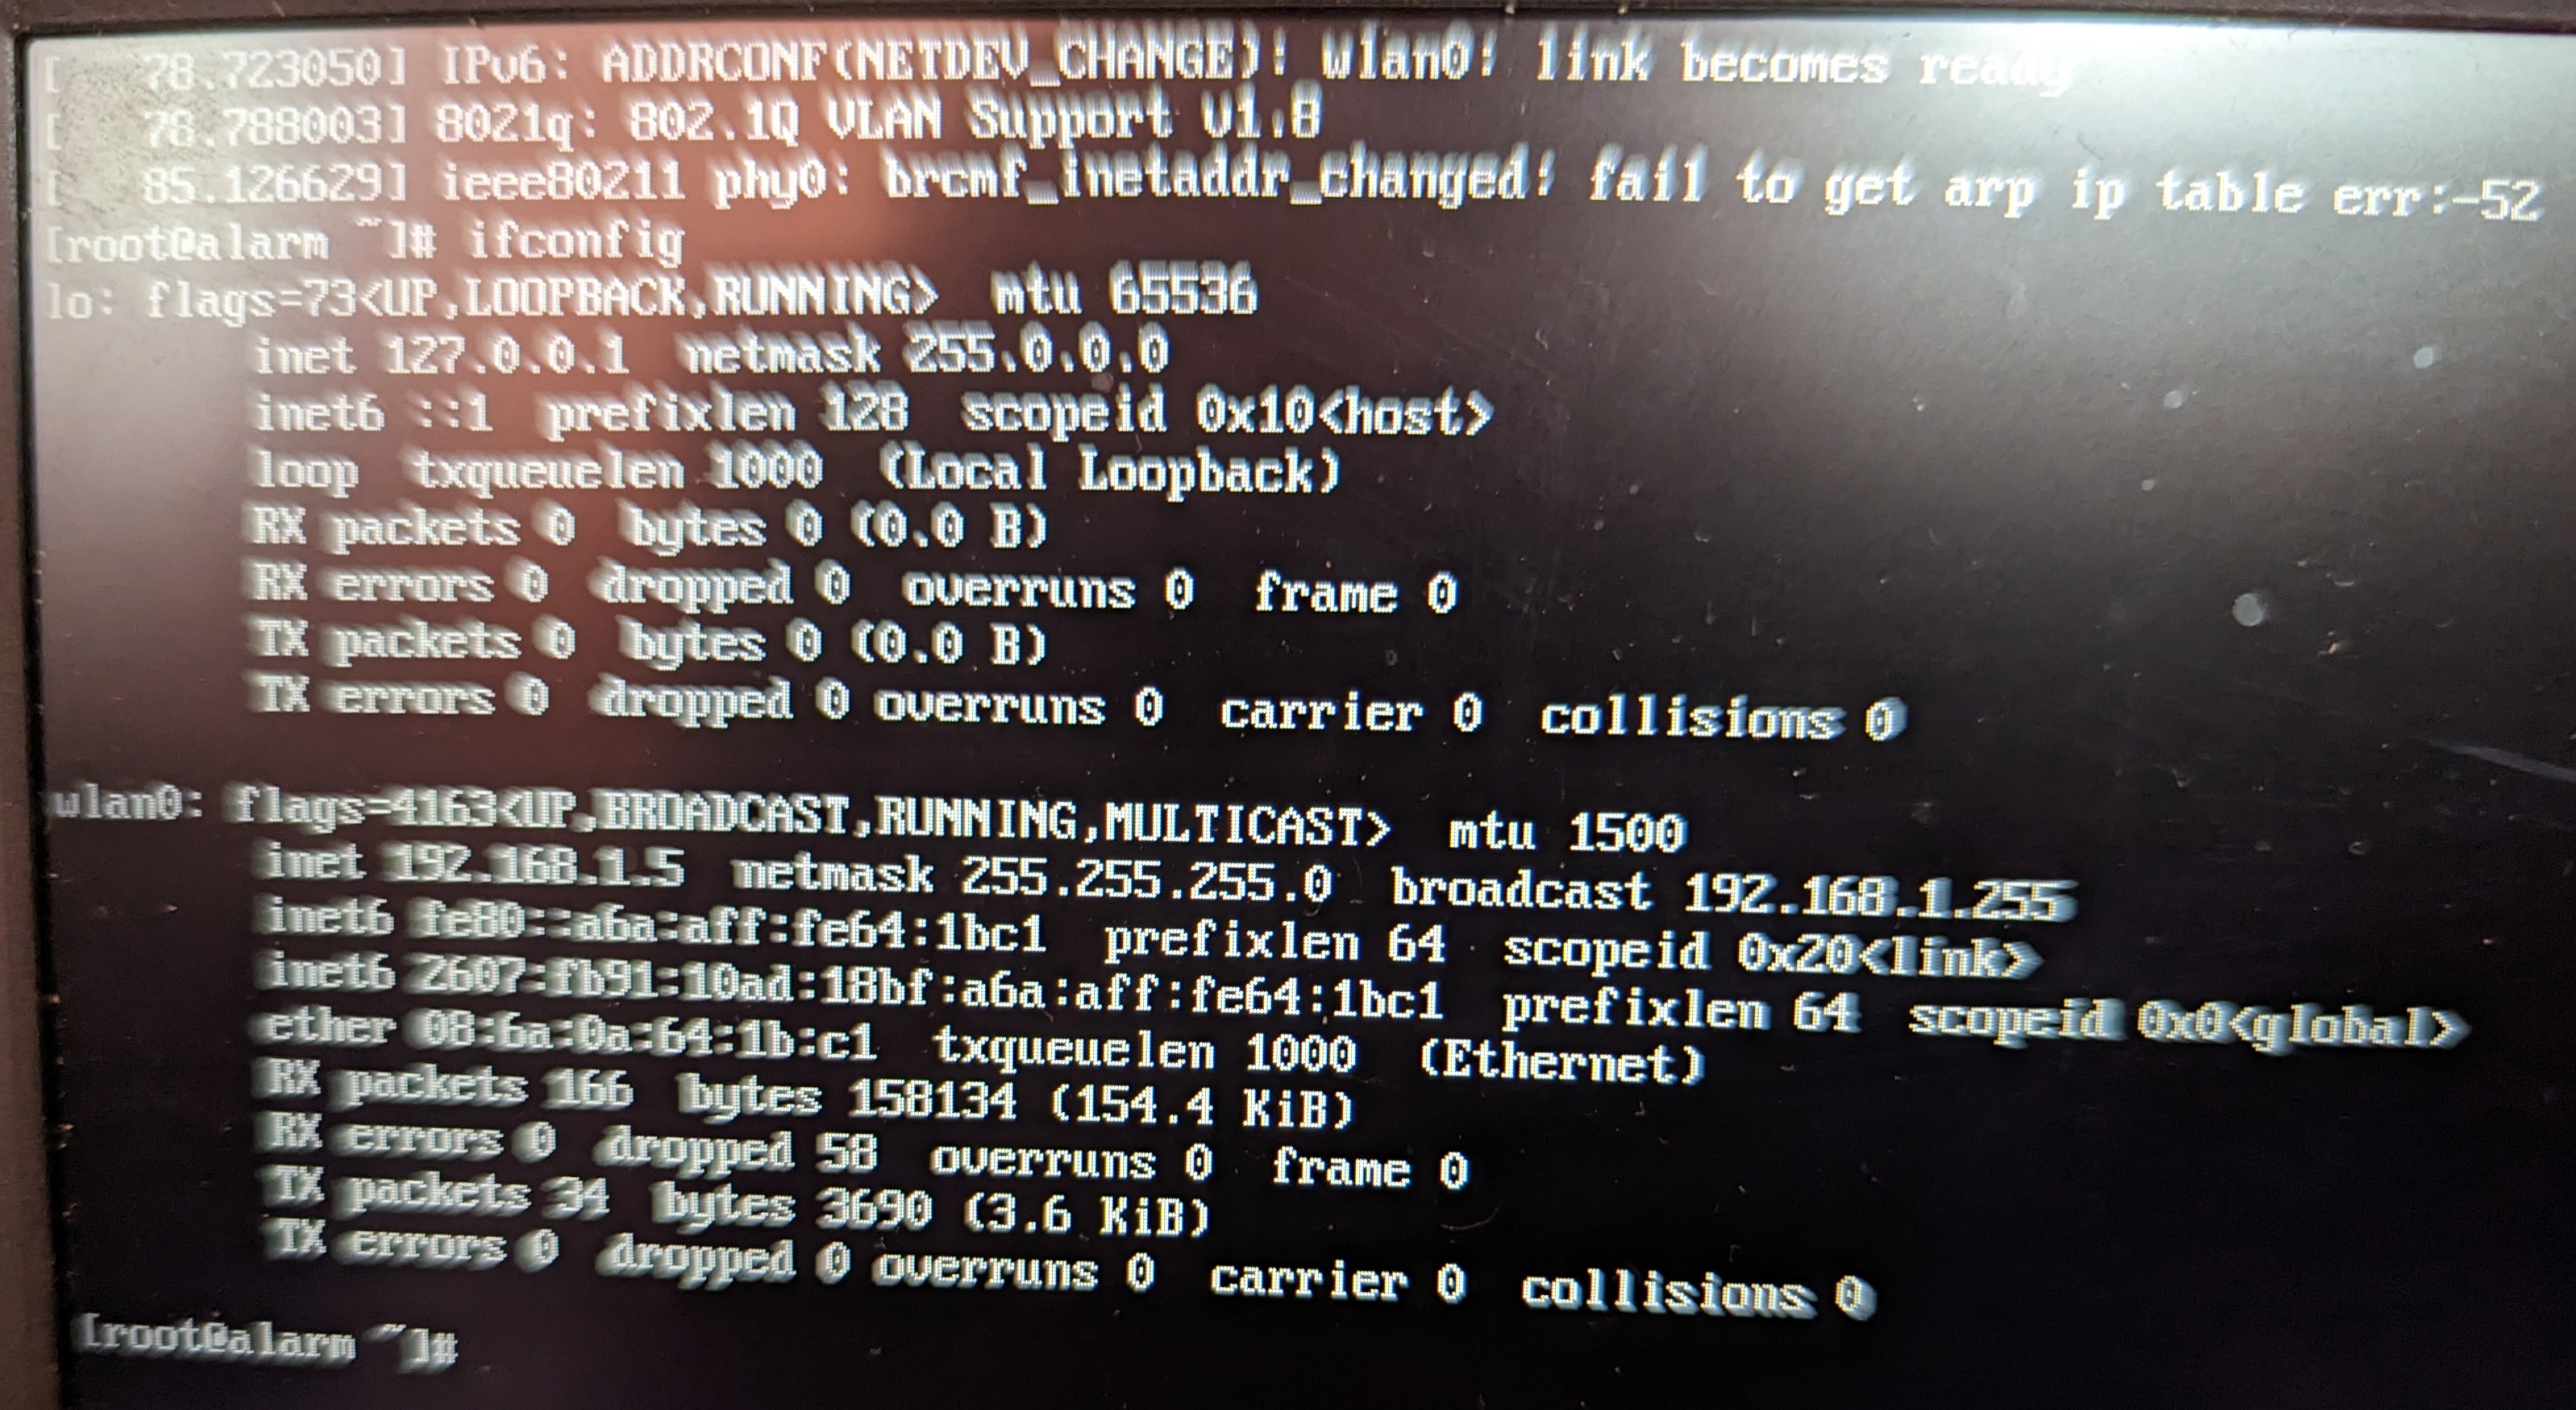 [   78.723050] IPv6: ADDRCONF(NETDEV_CHANGE): wlan0: link becomes ready
[   78.788003] 8021q: 802.1Q VLAN Support v1.8
[   85.126629] ieee80211 phy0: brcmf_inetaddr_changed: fail to get arp ip table err:-52
[root@alarm ~]# ifconfig
lo: flags=73<UP,LOOPBACK,RUNNING>  mtu 65536
        inet 127.0.0.1  netmask 255.0.0.0
        inet6 ::1  prefixlen 128  scopeid 0x10<host>
        loop  txqueuelen 1000  (Local Loopback)
        RX packets 0  bytes 0 (0.0 B)
        RX errors 0  dropped 0  overruns 0  frame 0
        TX packets 0  bytes 0 (0.0 B)
        TX errors 0  dropped 0 overruns 0  carrier 0  collisions 0

wlan0: flags=4163<UP,BROADCAST,RUNNING,MULTICAST>  mtu 1500
        inet 192.168.1.5  netmask 255.255.255.0  broadcast 192.168.1.255
        inet6 fe80::a6a:aff:fe64:1bc1  prefixlen 64  scopeid 0x20<link>
        inet6 2607:fb91:10ad:18bf:a6a:aff:fe64:1bc1  prefixlen 64  scopeid 0x0<global>
        ether 08:6a:0a:64:1b:c1  txqueuelen 1000  (Ethernet)
        RX packets 166  bytes 158134 (154.4 KiB)
        RX errors 0  dropped 58  overruns 0  frame 0
        TX packets 34  bytes 3690 (3.6 KiB)
        TX errors 0  dropped 0 overruns 0  carrier 0  collisions 0

[root@alarm ~]#